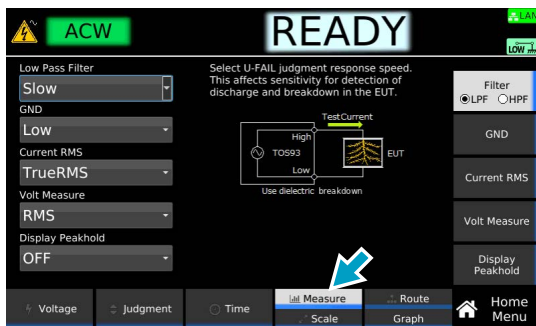 ACW
READY
LAN
LOW
Low Pass Filter
Slow
GND
Low
Current RMS
TrueRMS
Volt Measure
RMS
Display Peakhold
OFF
Select U-FAIL judgment response speed.
This affects sensitivity for detection of
discharge and breakdown in the EUT.
TestCurrent
High
TOS93
EUT
Low
Use dielectric breakdown
Filter
LPF HPF
GND
Current RMS
Volt Measure
Display
Peakhold
Voltage
Judgment
Time
Measure
Scale
Route
Graph
Home
Menu